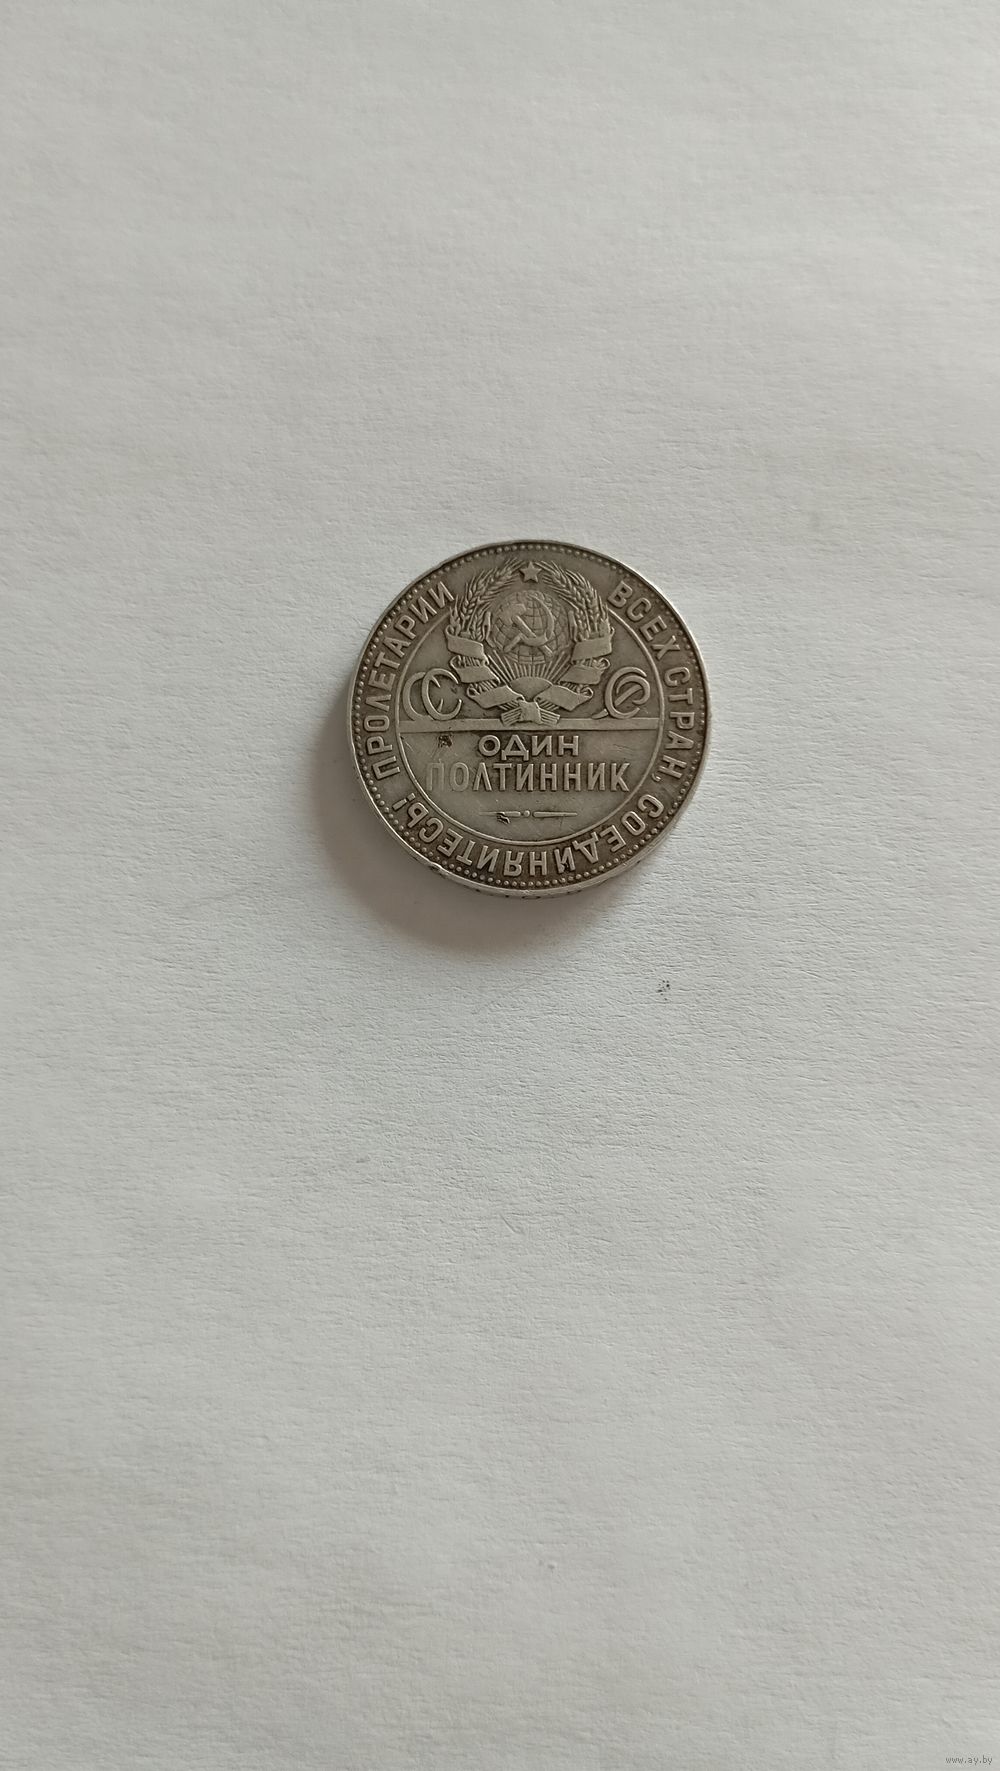 ПРОЛЕТАРИИ ВСЕХ СТРАН, СОЕДИНЯЙТЕСЬ!
СС СР
ОДИН
ПОЛТИННИК
www.ay.by